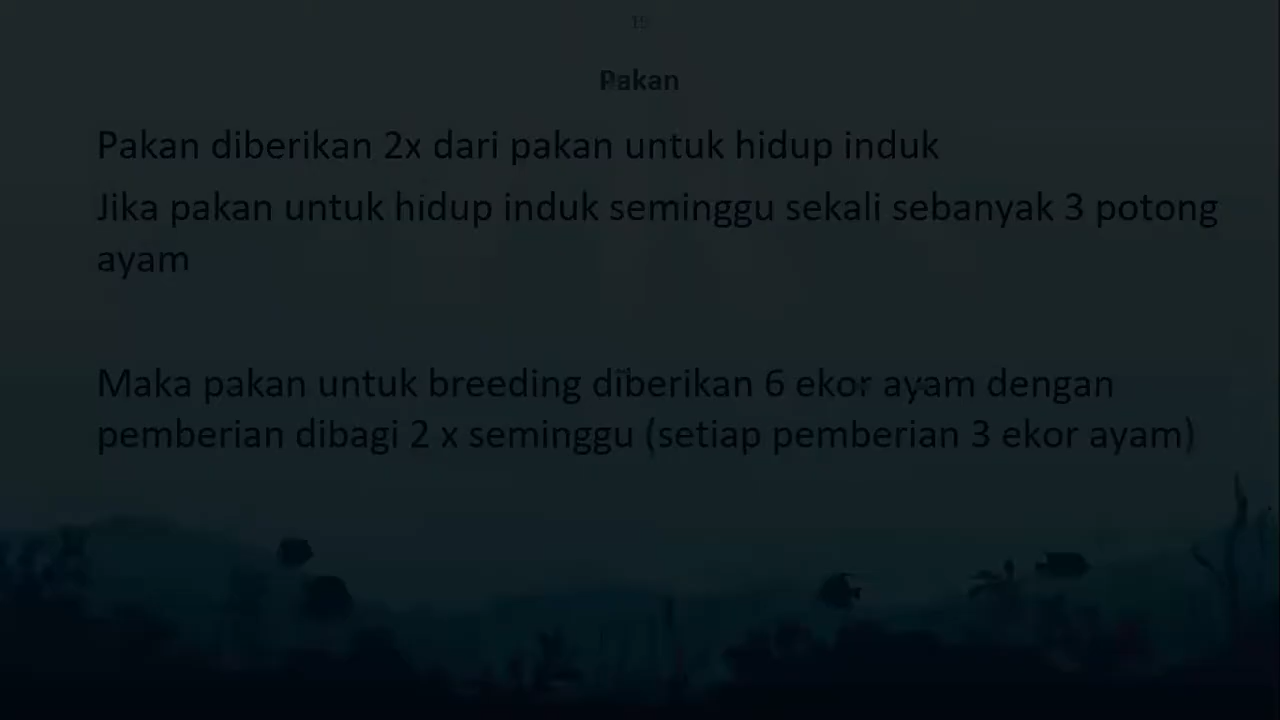 15
Pakan
Pakan diberikan 2x dari pakan untuk hidup induk
Jika pakan untuk hidup induk seminggu sekali sebanyak 3 potong
ayam
Maka pakan untuk breeding diberikan 6 ekor ayam dengan
pemberian dibagi 2 x seminggu (setiap pemberian 3 ekor ayam)